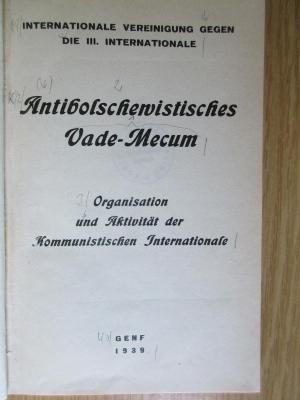 INTERNATIONALE VEREINIGUNG GEGEN
DIE III. INTERNATIONALE
Antibolschewistisches
Vade-Mecum
Organisation
und Aktivität der
Kommunistischen Internationale
GENF
1939